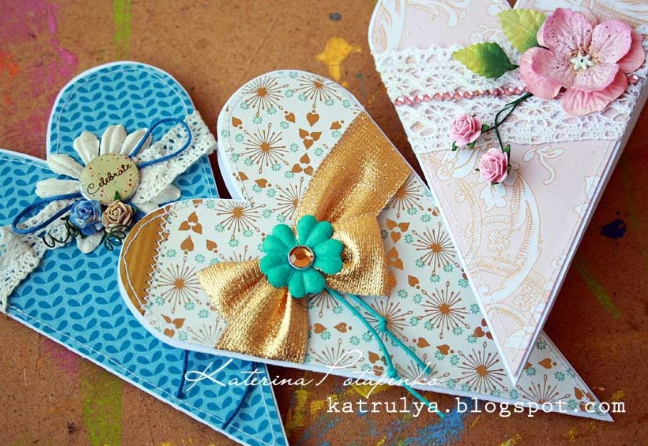 Celebrate
Katerina Potapenko
katrulya.blogspot.com